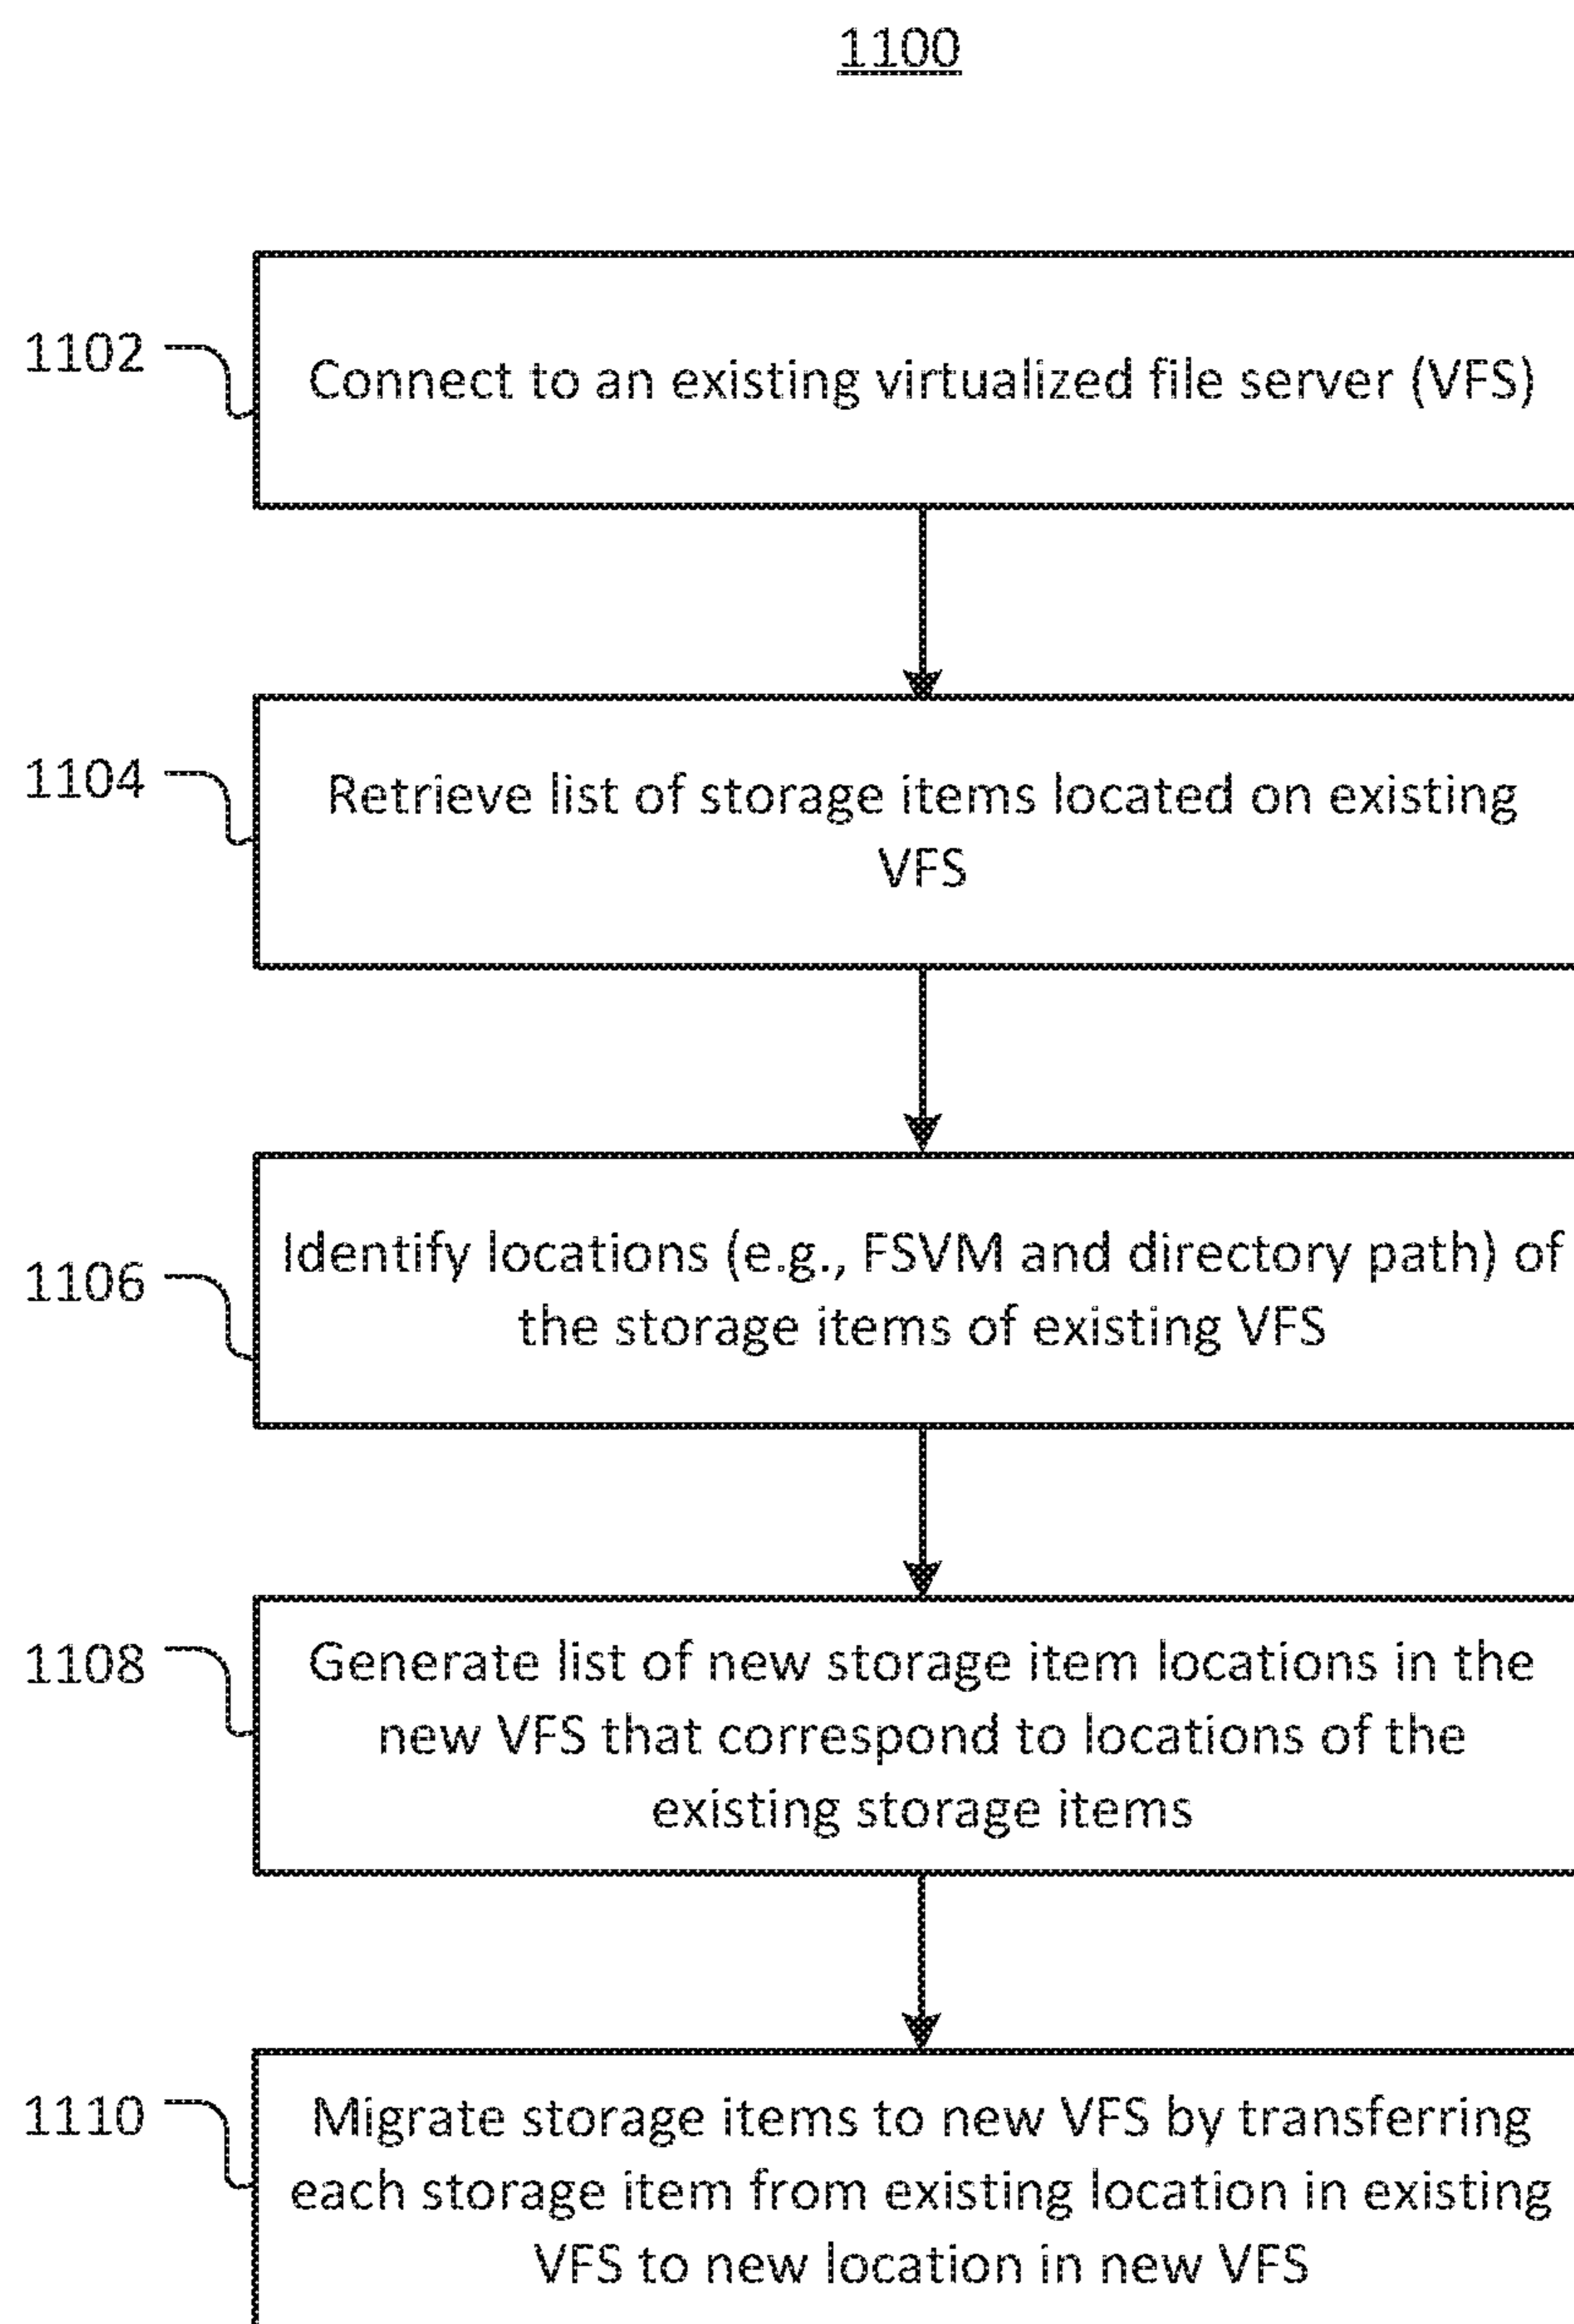 1100
1102
Connect to an existing virtualized file server (VFS)
1104
Retrieve list of storage items located on existing
VFS
1106
Identify locations (e.g., FSVM and directory path) of
the storage items of existing VFS
1108
Generate list of new storage item locations in the
new VFS that correspond to locations of the
existing storage items
1110
Migrate storage items to new VFS by transferring
each storage item from existing location in existing
VFS to new location in new VFS